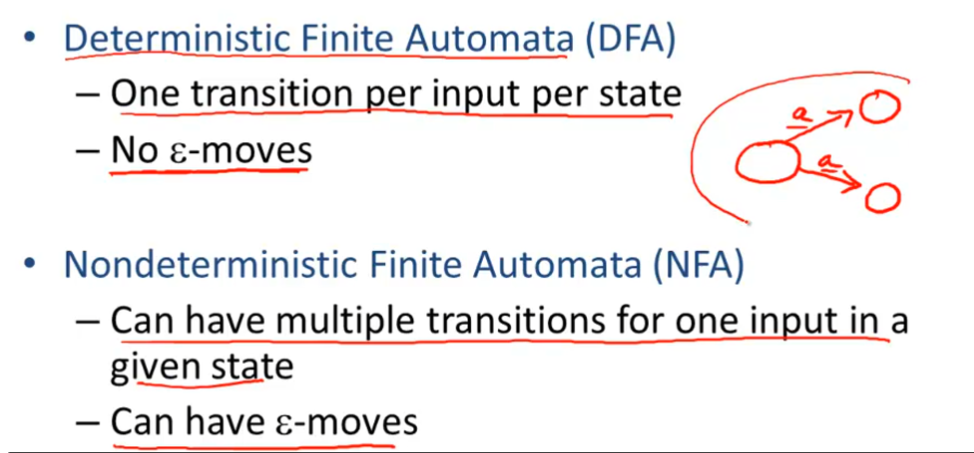 • Deterministic Finite Automata (DFA)
– One transition per input per state
a
– No ε-moves
a
• Nondeterministic Finite Automata (NFA)
– Can have multiple transitions for one input in a
given state
– Can have ε-moves